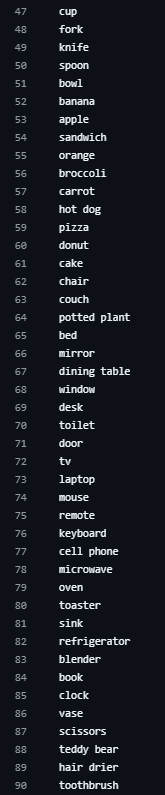 47 cup
48 fork
49 knife
50 spoon
51 bowl
52 banana
53 apple
54 sandwich
55 orange
56 broccoli
57 carrot
58 hot dog
59 pizza
60 donut
61 cake
62 chair
63 couch
64 potted plant
65 bed
66 mirror
67 dining table
68 window
69 desk
70 toilet
71 door
72 tv
73 laptop
74 mouse
75 remote
76 keyboard
77 cell phone
78 microwave
79 oven
80 toaster
81 sink
82 refrigerator
83 blender
84 book
85 clock
86 vase
87 scissors
88 teddy bear
89 hair drier
90 toothbrush